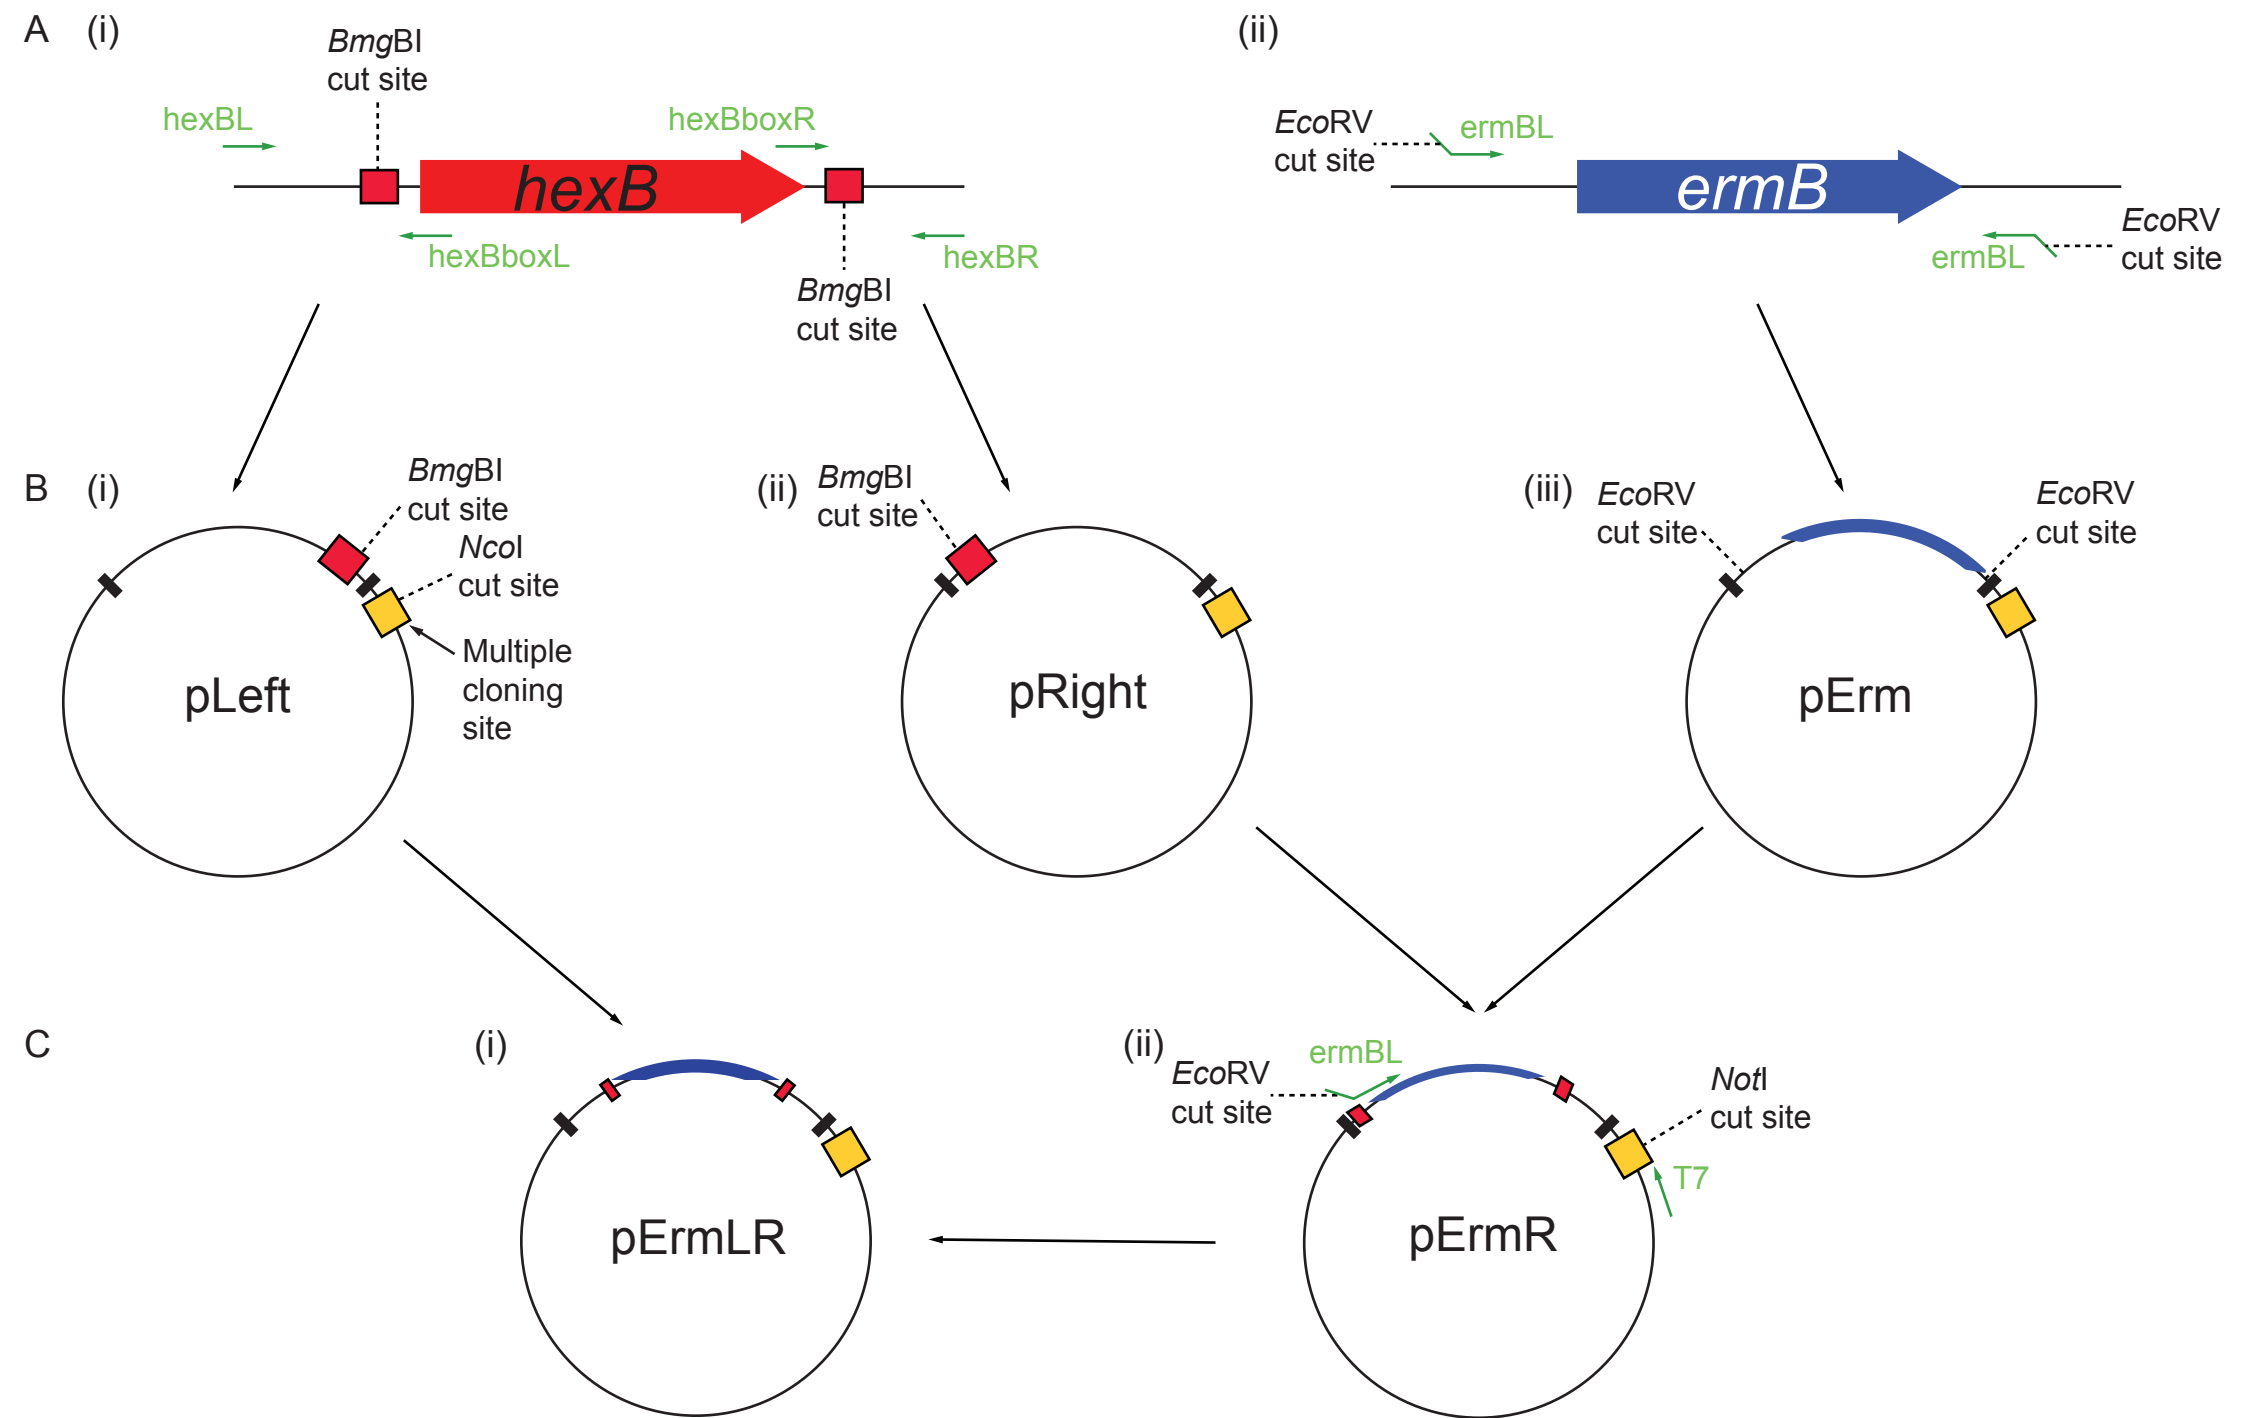 A (i)
BmgBI
cut site
hexBL
hexBboxR
hexB
hexBboxL
hexBR
BmgBI
cut site
(ii)
EcoRV
cut site
ermBL
ermB
ermBL
EcoRV
cut site
B (i)
BmgBI
cut site
NcoI
cut site
Multiple
cloning
site
pLeft
(ii)
BmgBI
cut site
pRight
(iii)
EcoRV
cut site
EcoRV
cut site
pErm
C (i)
pErmLR
(ii)
ermBL
EcoRV
cut site
NotI
cut site
T7
pErmR